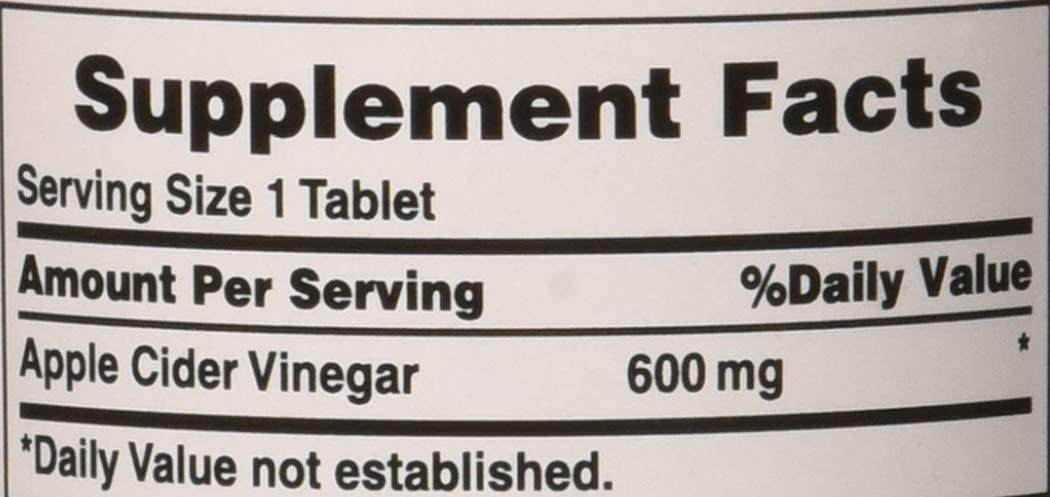 Supplement Facts
Serving Size 1 Tablet
Amount Per Serving %Daily Value
Apple Cider Vinegar 600 mg *
*Daily Value not established.